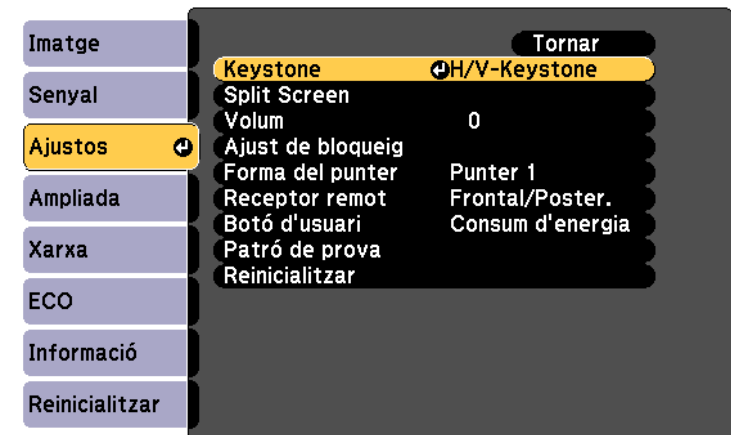 Imatge
Senyal
Ajustos
Ampliada
Xarxa
ECO
Informació
Reinicialitzar
Tornar
Keystone H/V-Keystone
Split Screen
Volum 0
Ajust de bloqueig
Forma del punter Punter 1
Receptor remot Frontal/Poster.
Botó d'usuari Consum d'energia
Patró de prova
Reinicialitzar